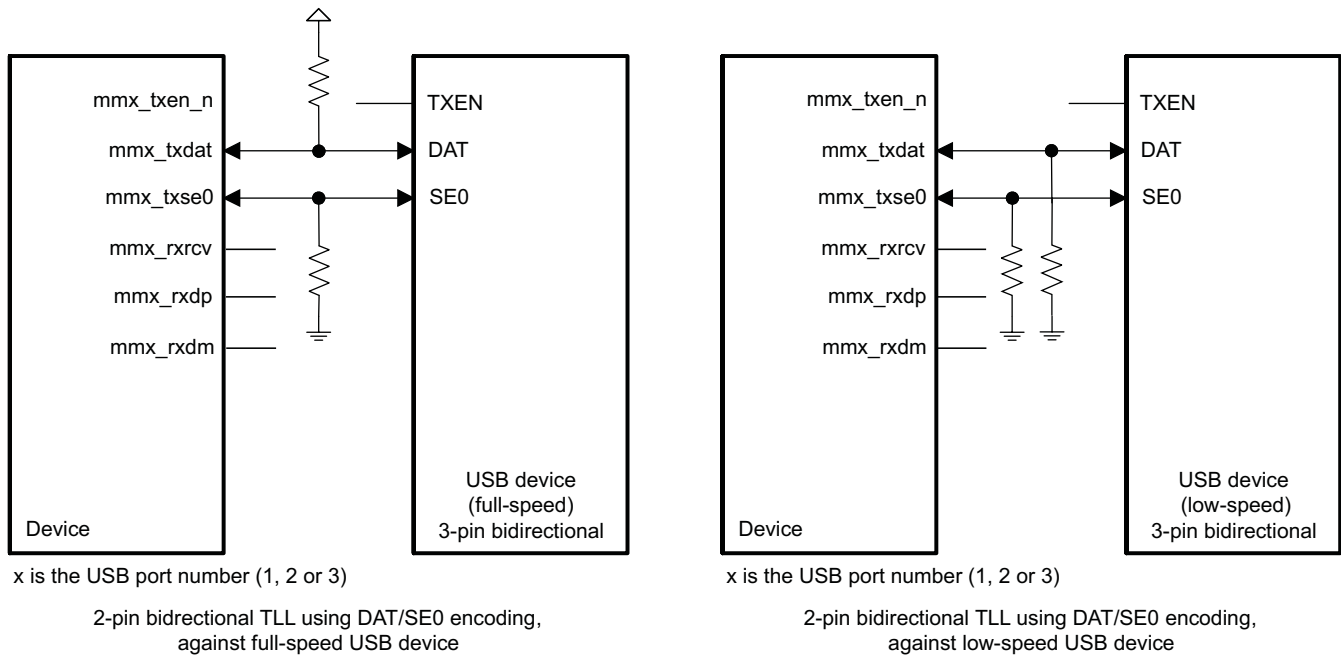 mmx_txen_n
mmx_txdat
mmx_txse0
mmx_rxrcv
mmx_rxdp
mmx_rxdm
Device
TXEN
DAT
SE0
USB device
(full-speed)
3-pin bidirectional
x is the USB port number (1, 2 or 3)
2-pin bidirectional TLL using DAT/SE0 encoding,
against full-speed USB device
mmx_txen_n
mmx_txdat
mmx_txse0
mmx_rxrcv
mmx_rxdp
mmx_rxdm
Device
TXEN
DAT
SE0
USB device
(low-speed)
3-pin bidirectional
x is the USB port number (1, 2 or 3)
2-pin bidirectional TLL using DAT/SE0 encoding,
against low-speed USB device